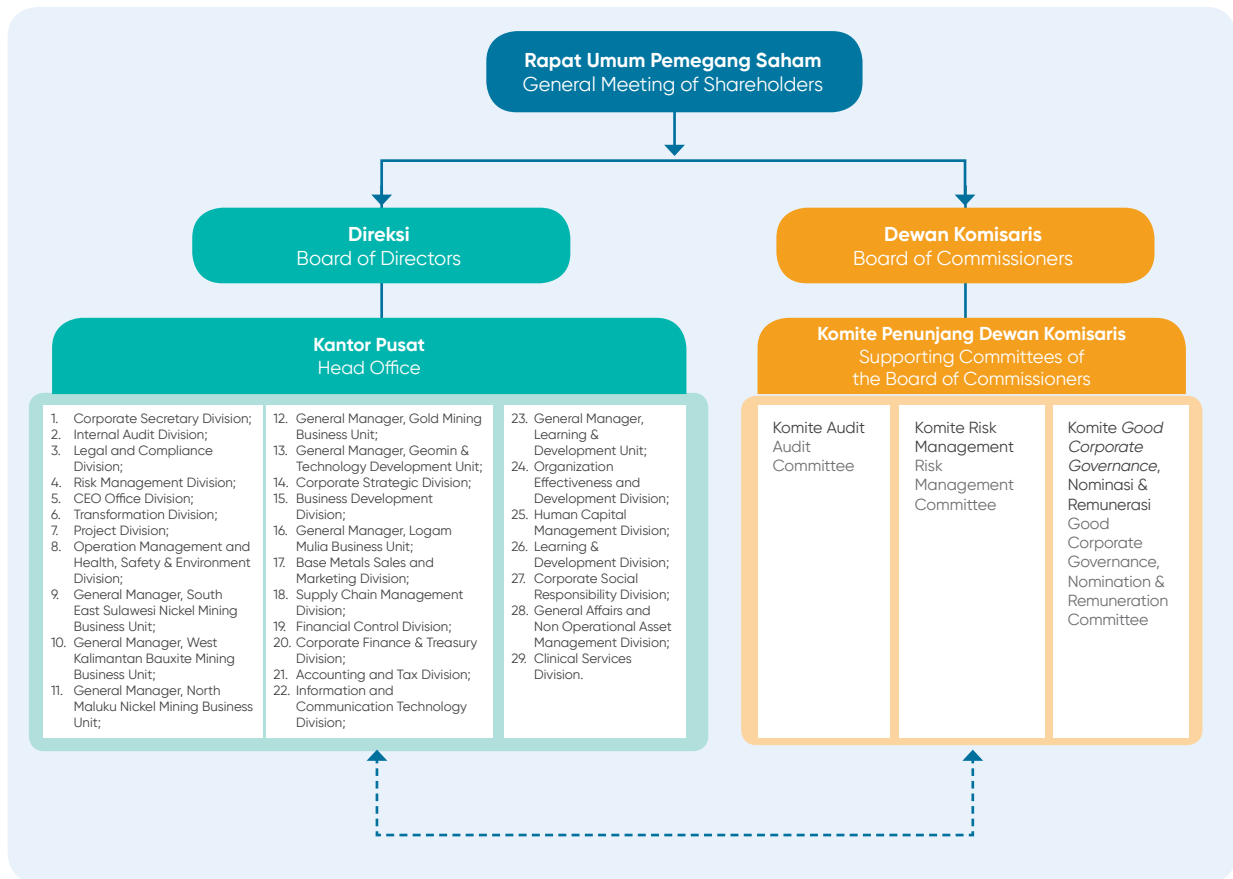 Rapat Umum Pemegang Saham
General Meeting of Shareholders
Direksi
Board of Directors
Dewan Komisaris
Board of Commissioners
Kantor Pusat
Head Office
1. Corporate Secretary Division;
2. Internal Audit Division;
3. Legal and Compliance
Division;
4. Risk Management Division;
5. CEO Office Division;
6. Transformation Division;
7. Project Division;
8. Operation Management and
Health, Safety & Environment
Division;
9. General Manager, South
East Sulawesi Nickel Mining
Business Unit;
10. General Manager, West
Kalimantan Bauxite Mining
Business Unit;
11. General Manager, North
Maluku Nickel Mining Business
Unit;
12. General Manager, Gold Mining
Business Unit;
13. General Manager, Geomin &
Technology Development Unit;
14. Corporate Strategic Division;
15. Business Development
Division;
16. General Manager, Logam
Mulia Business Unit;
17. Base Metals Sales and
Marketing Division;
18. Supply Chain Management
Division;
19. Financial Control Division;
20. Corporate Finance & Treasury
Division;
21. Accounting and Tax Division;
22. Information and
Communication Technology
Division;
23. General Manager,
Learning &
Development Unit;
24. Organization
Effectiveness and
Development Division;
25. Human Capital
Management Division;
26. Learning &
Development Division;
27. Corporate Social
Responsibility Division;
28. General Affairs and
Non Operational Asset
Management Division;
29. Clinical Services
Division.
Komite Penunjang Dewan Komisaris
Supporting Committees of
the Board of Commissioners
Komite Audit
Audit
Committee
Komite Risk
Management
Risk
Management
Committee
Komite Good
Corporate
Governance,
Nominasi &
Remunerasi
Good
Corporate
Governance,
Nomination &
Remuneration
Committee